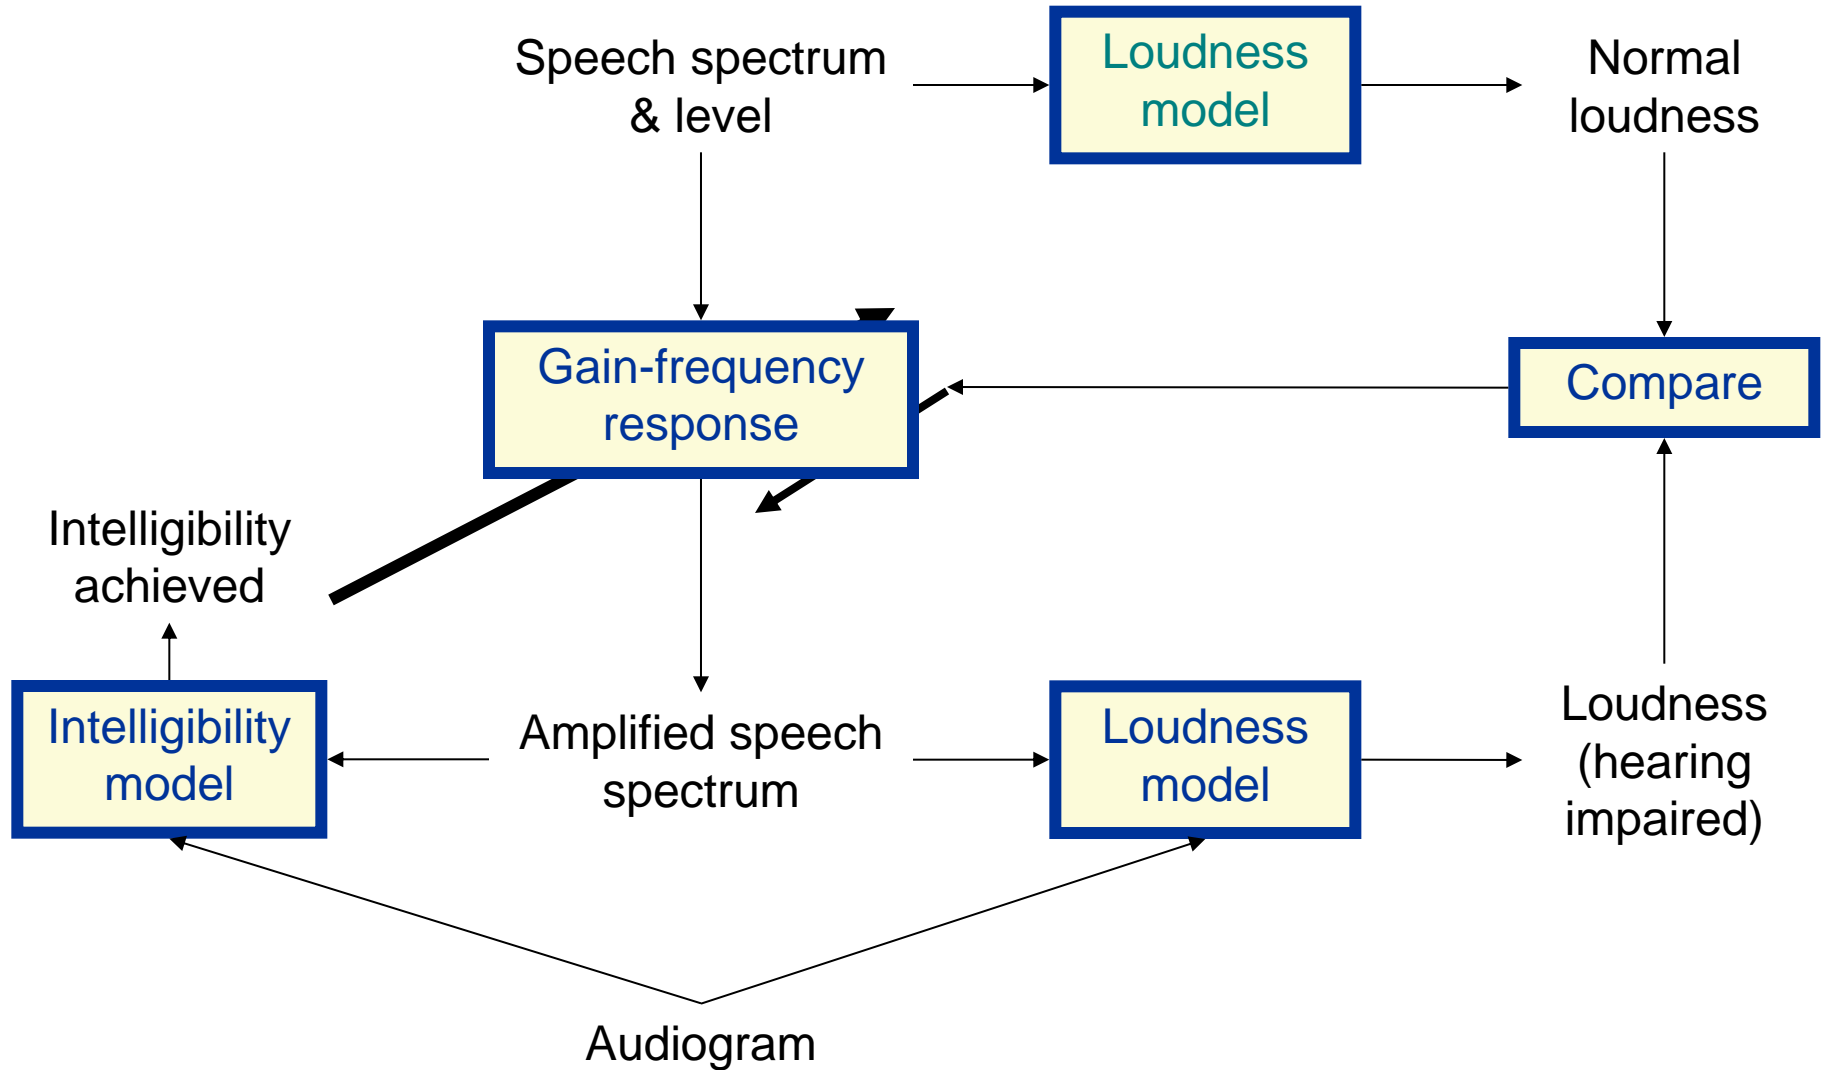 Speech spectrum
& level
Loudness
model
Normal
loudness
Gain-frequency
response
Compare
Intelligibility
achieved
Intelligibility
model
Amplified speech
spectrum
Loudness
model
Loudness
(hearing
impaired)
Audiogram